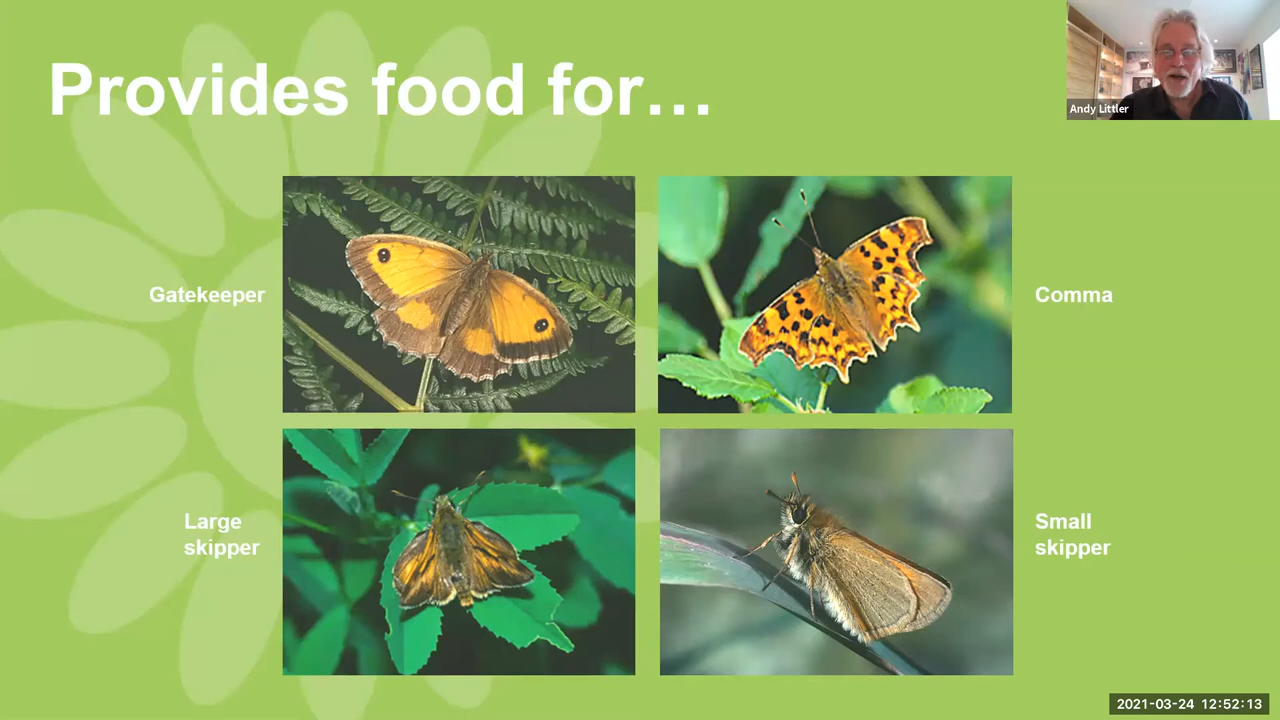 Provides food for…
Andy Littler
Gatekeeper
Comma
Large
skipper
Small
skipper
2021-03-24 12:52:13